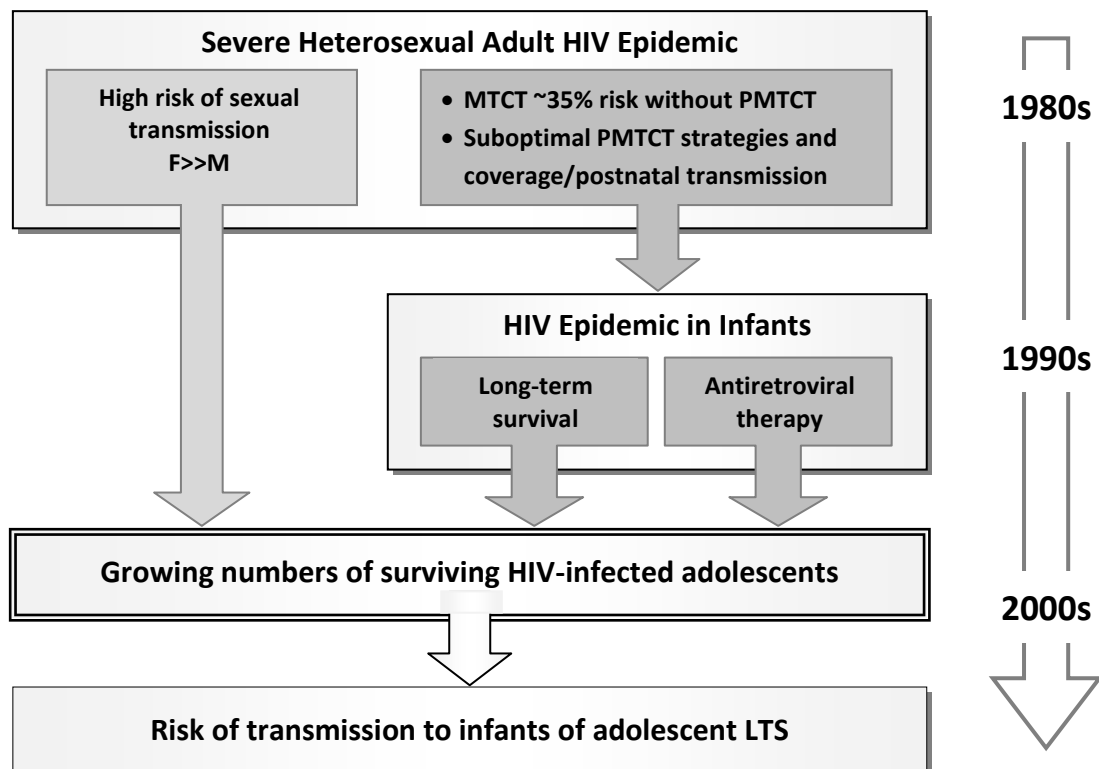 Severe Heterosexual Adult HIV Epidemic
High risk of sexual
transmission
F>>M
• MTCT ~35% risk without PMTCT
• Suboptimal PMTCT strategies and
coverage/postnatal transmission
1980s
HIV Epidemic in Infants
Long-term
survival
Antiretroviral
therapy
1990s
Growing numbers of surviving HIV-infected adolescents
2000s
Risk of transmission to infants of adolescent LTS